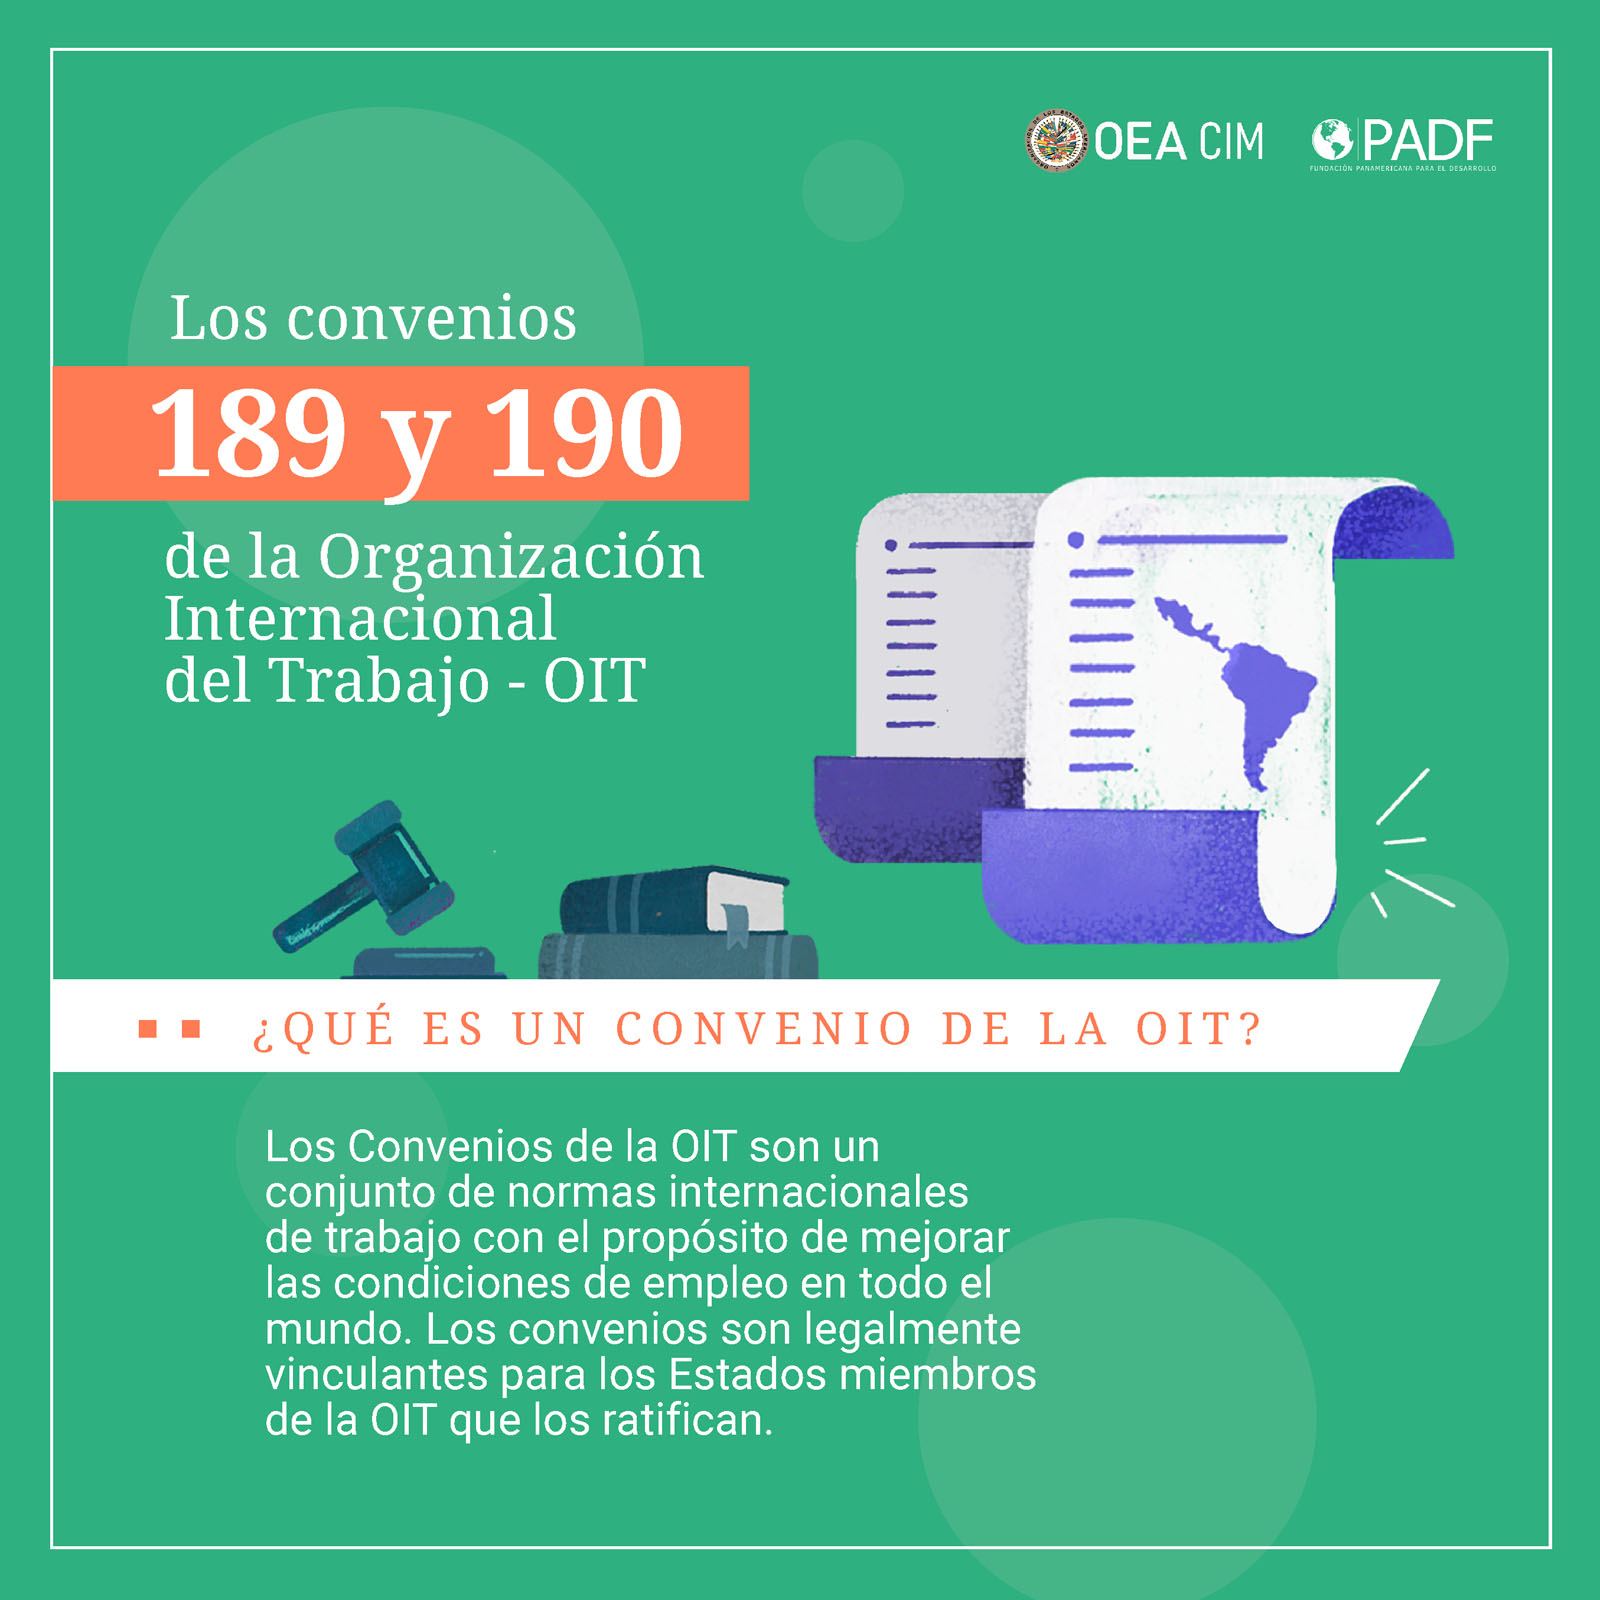 OEA CIM
PADF
FUNDACIÓN PANAMERICANA PARA EL DESARROLLO
Los convenios
189 y 190
de la Organización
Internacional
del Trabajo - OIT
¿QUÉ ES UN CONVENIO DE LA OIT?
Los Convenios de la OIT son un
conjunto de normas internacionales
de trabajo con el propósito de mejorar
las condiciones de empleo en todo el
mundo. Los convenios son legalmente
vinculantes para los Estados miembros
de la OIT que los ratifican.